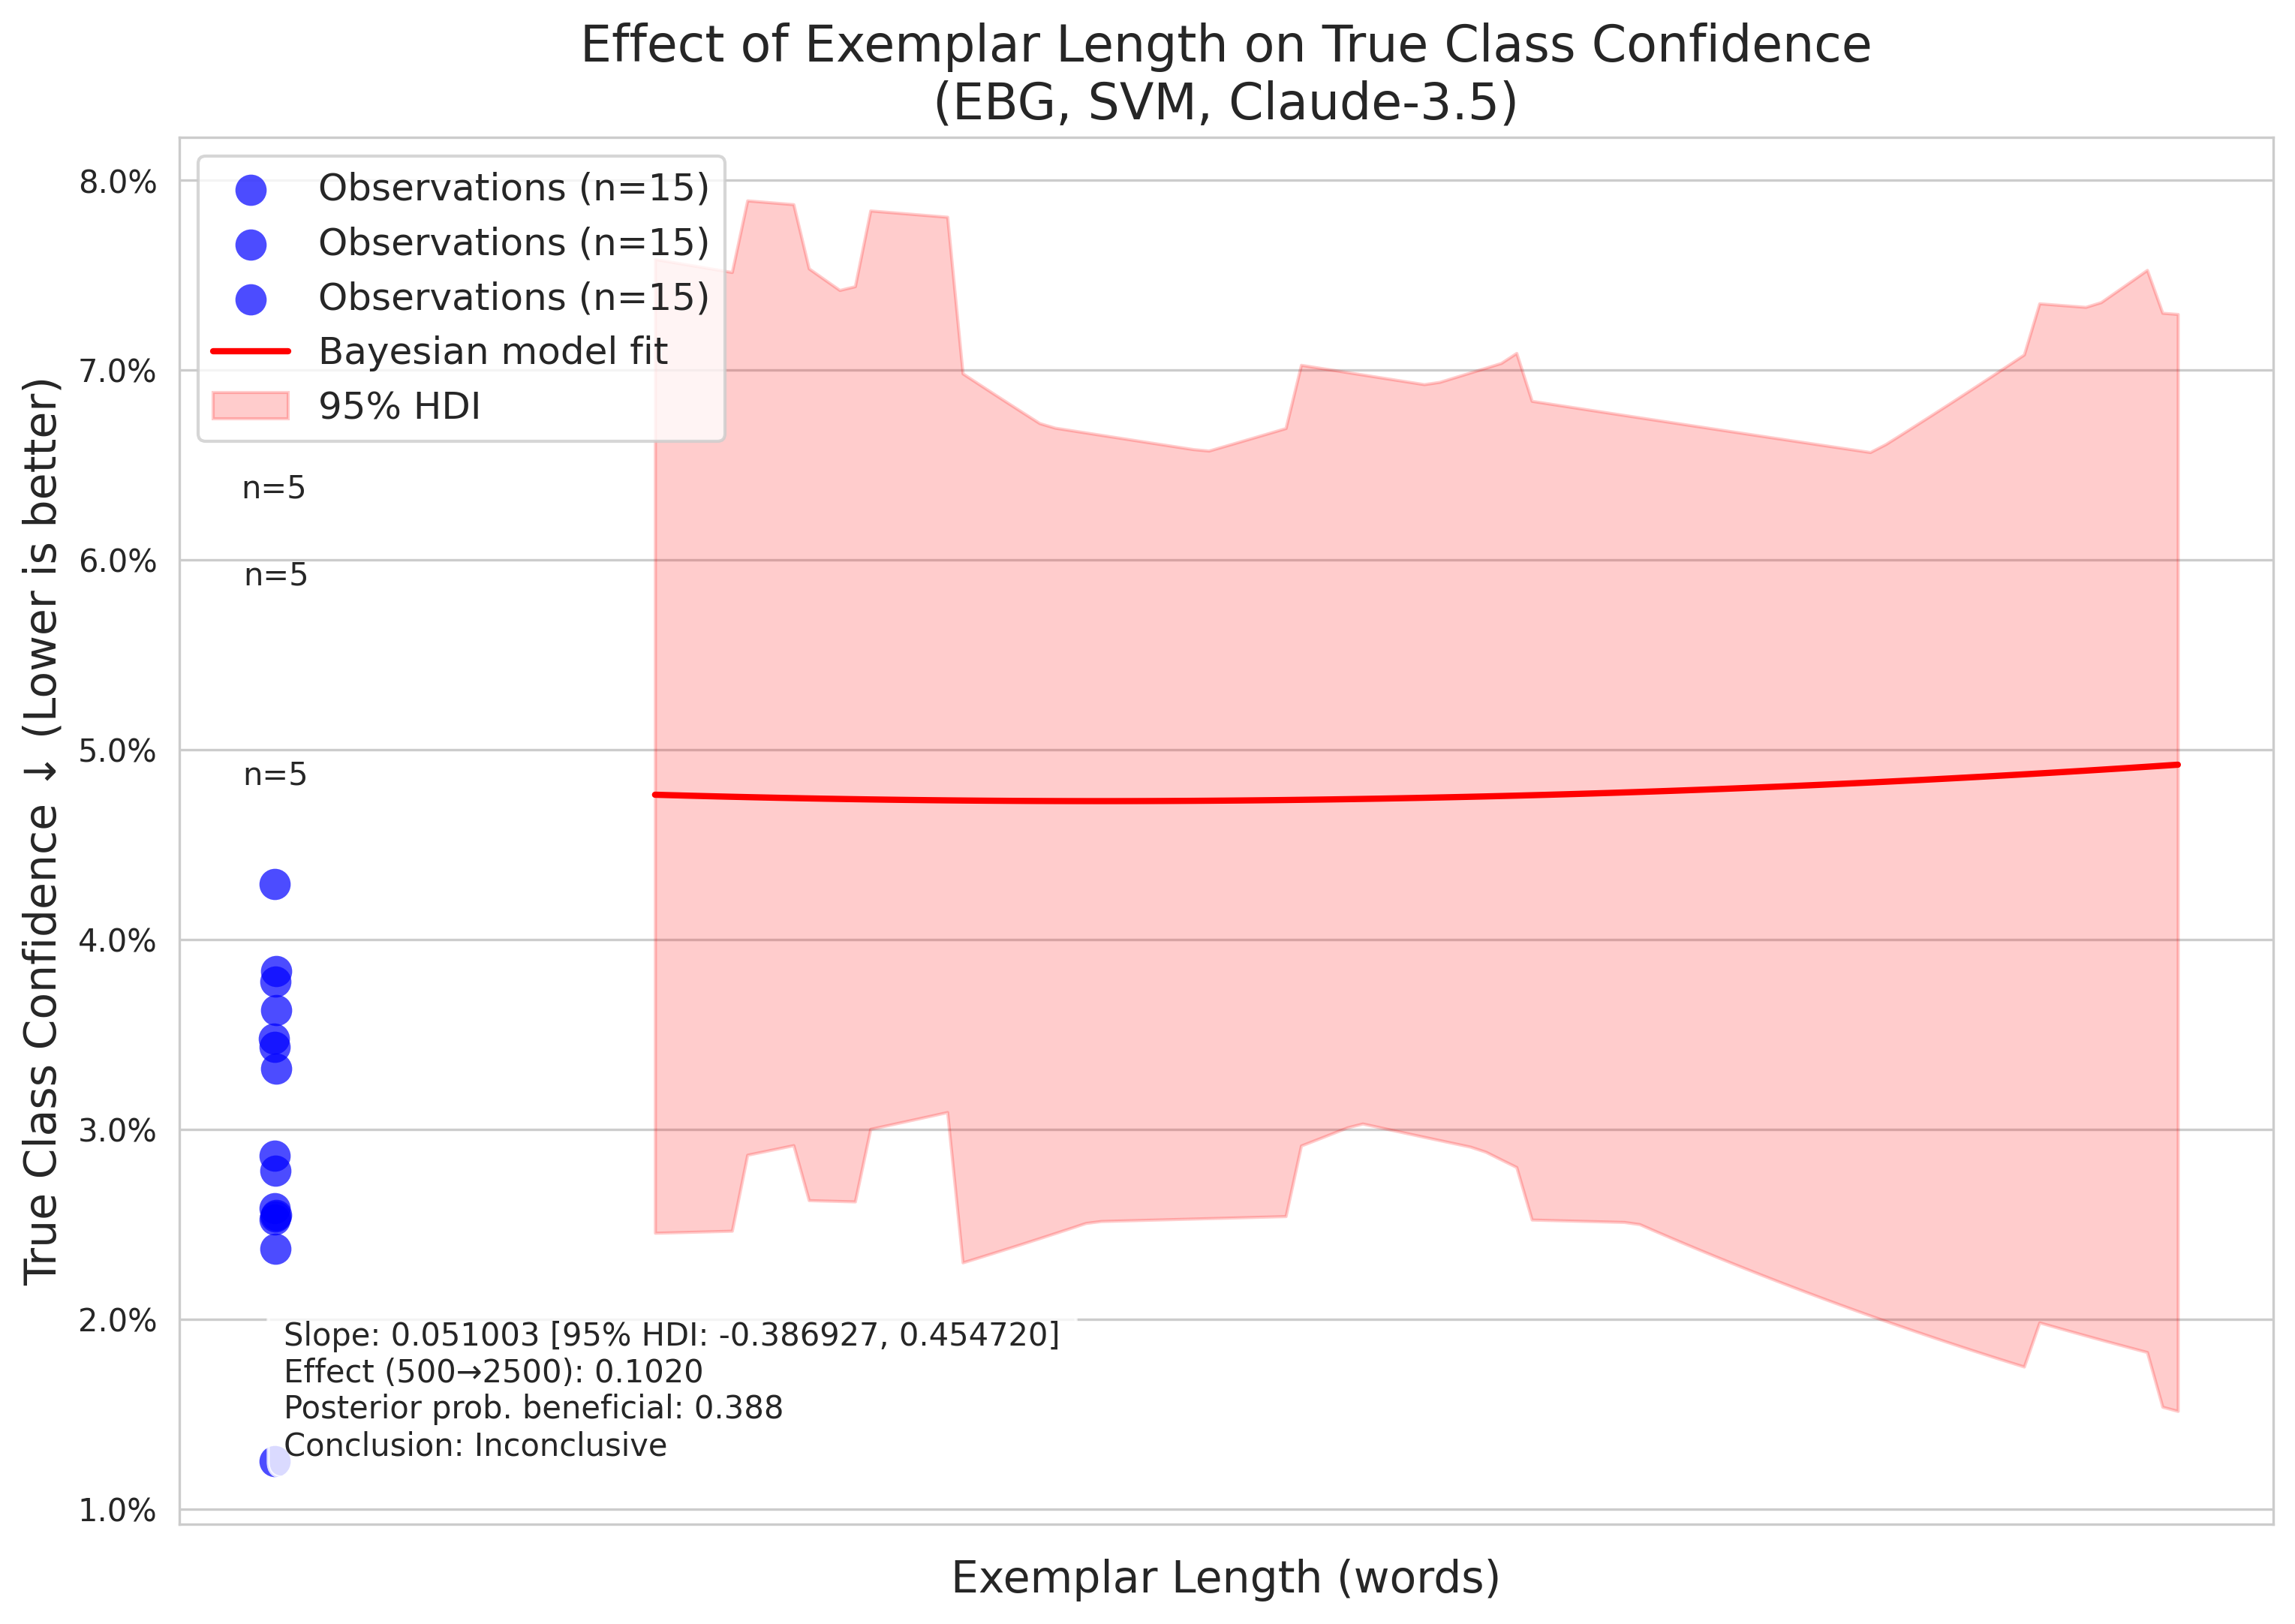 Effect of Exemplar Length on True Class Confidence
(EBG, SVM, Claude-3.5)
Observations (n=15)
Observations (n=15)
Observations (n=15)
Bayesian model fit
95% HDI
8.0%
7.0%
6.0%
5.0%
4.0%
3.0%
2.0%
1.0%
True Class Confidence ↓ (Lower is better)
n=5
n=5
n=5
Slope: 0.051003 [95% HDI: -0.386927, 0.454720]
Effect (500→2500): 0.1020
Posterior prob. beneficial: 0.388
Conclusion: Inconclusive
Exemplar Length (words)